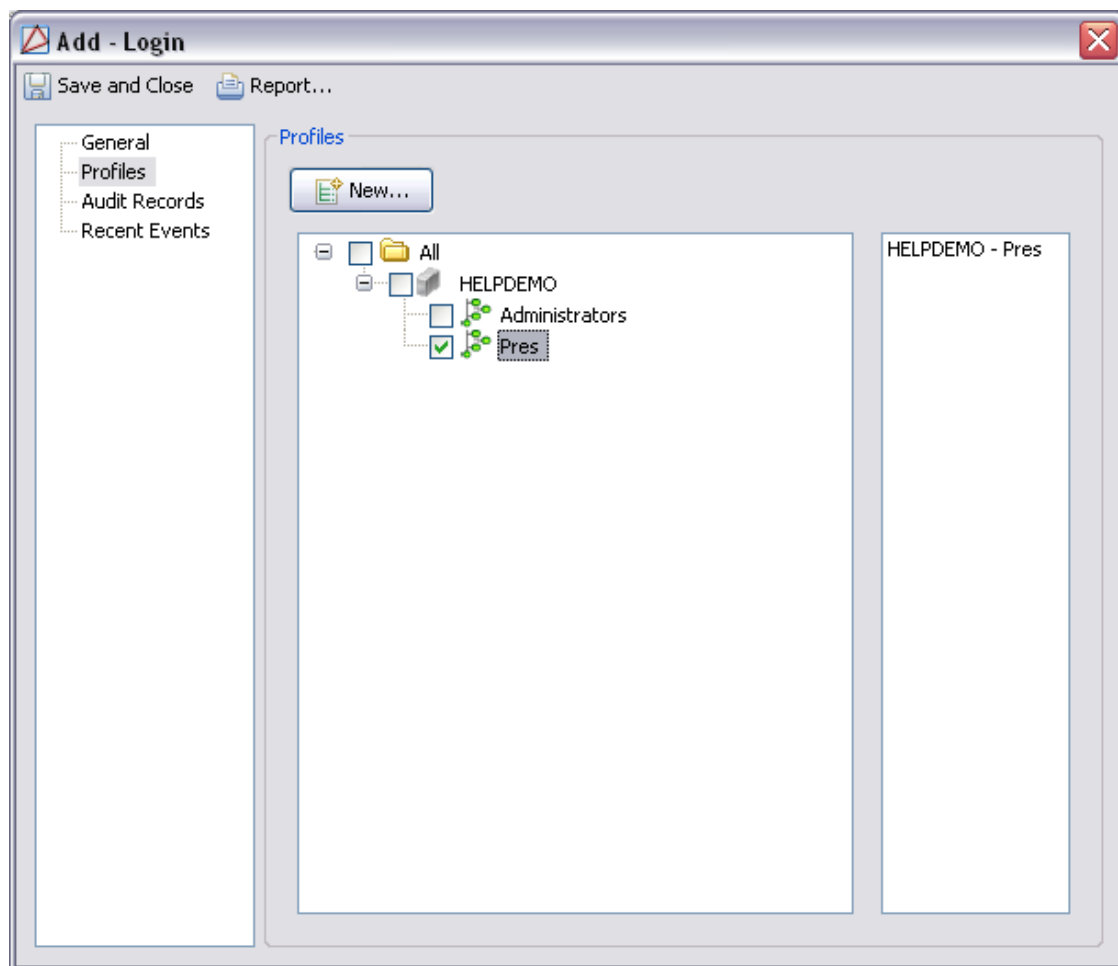 Add - Login
Save and Close Report...
General
Profiles
Audit Records
Recent Events
Profiles
New...
All
HELPDEMO
Administrators
Pres
HELPDEMO - Pres